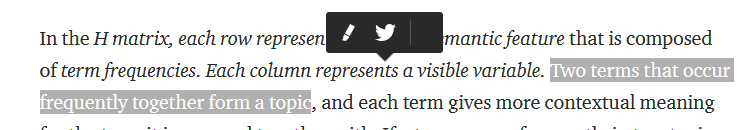 In the H matrix, each row represen emantic feature that is composed
of term frequencies. Each column represents a visible variable. Two terms that occur
frequently together form a topic, and each term gives more contextual meaning